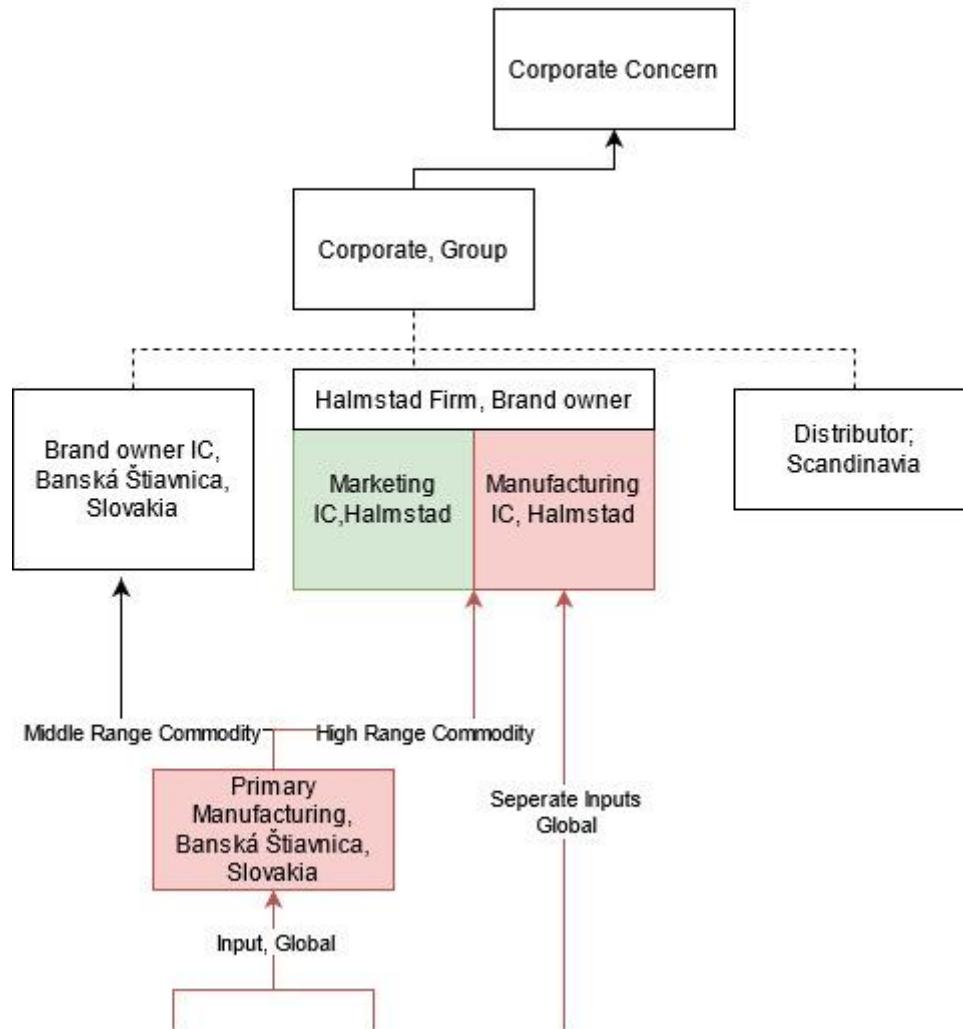 Corporate Concern
Corporate, Group
Halmstad Firm, Brand owner
Brand owner IC,
Banská Štiavnica,
Slovakia
Marketing
IC,Halmstad
Manufacturing
IC, Halmstad
Distributor;
Scandinavia
Middle Range Commodity
High Range Commodity
Primary
Manufacturing,
Banská Štiavnica,
Slovakia
Seperate Inputs
Global
Input, Global